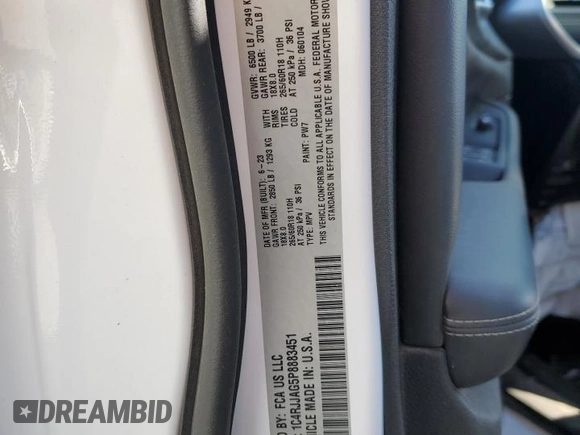 D BY: FCA US LLC
DATE OF MFR (BUILT): 6-23
GVWR: 6500 LB / 2949 K
GAWR FRONT: 2850 LB / 1293 KG
WITH
GAWR REAR: 3700 LB /
18X8.0
RIMS
18X8.0
265/60R18 110H
TIRES
265/60R18 110H
AT 250 kPa / 36 PSI
COLD
AT 250 kPa / 36 PSI
TYPE: MPV
PAINT: PW7
MDH: 060104
THIS VEHICLE CONFORMS TO ALL APPLICABLE U.S.A. FEDERAL MOTOR
STANDARDS IN EFFECT ON THE DATE OF MANUFACTURE SHOW
: 1C4RJJAG5P8883451
HICLE MADE IN: U.S.A.
DREAMBID